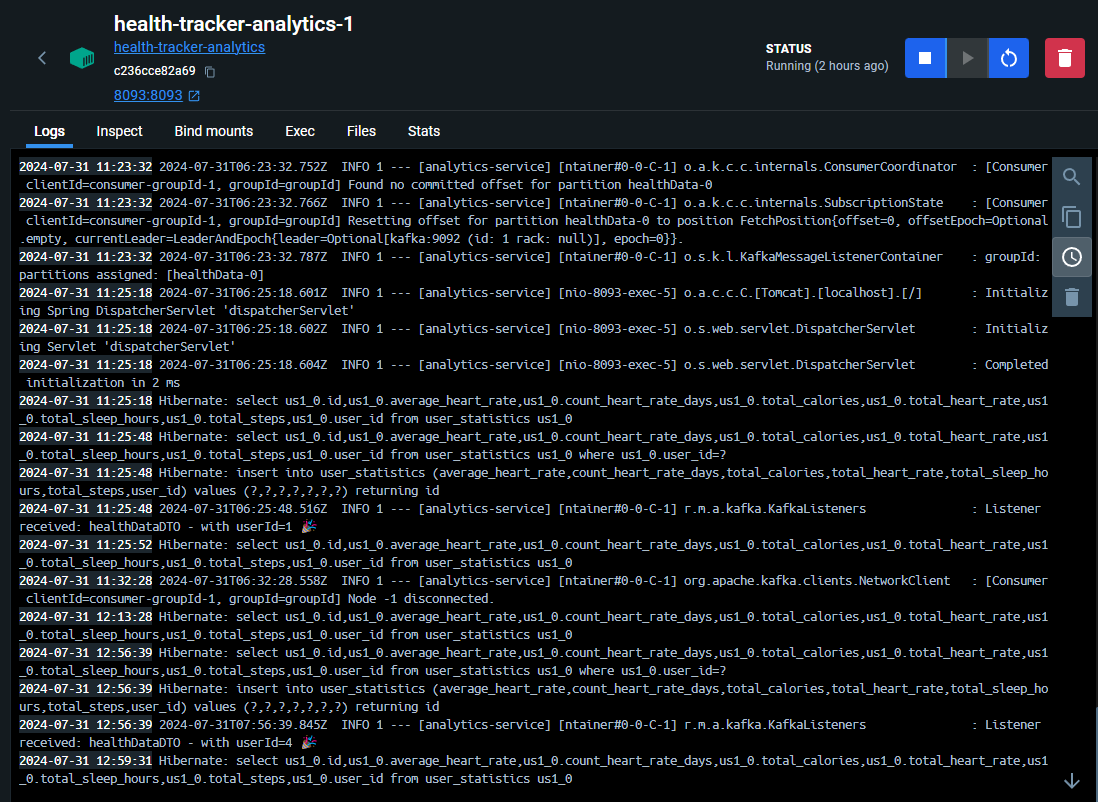 health-tracker-analytics-1
health-tracker-analytics
c236cce82a69
8093:8093
STATUS
Running (2 hours ago)
Logs
Inspect
Bind mounts
Exec
Files
Stats
2024-07-31 11:23:32 2024-07-31T06:23:32.752Z  INFO 1 --- [analytics-service] [ntainer#0-0-C-1] o.a.k.c.c.internals.ConsumerCoordinator  : [Consumer
clientId=consumer-groupId-1, groupId=groupId] Found no committed offset for partition healthData-0
2024-07-31 11:23:32 2024-07-31T06:23:32.766Z  INFO 1 --- [analytics-service] [ntainer#0-0-C-1] o.a.k.c.c.internals.SubscriptionState    : [Consumer
clientId=consumer-groupId-1, groupId=groupId] Resetting offset for partition healthData-0 to position FetchPosition{offset=0, offsetEpoch=Optional
.empty, currentLeader=LeaderAndEpoch{leader=Optional[kafka:9092 (id: 1 rack: null)], epoch=0}}.
2024-07-31 11:23:32 2024-07-31T06:23:32.787Z  INFO 1 --- [analytics-service] [ntainer#0-0-C-1] o.s.k.l.KafkaMessageListenerContainer    : groupId:
partitions assigned: [healthData-0]
2024-07-31 11:25:18 2024-07-31T06:25:18.601Z  INFO 1 --- [analytics-service] [nio-8093-exec-5] o.a.c.c.C.[Tomcat].[localhost].[/]       : Initializ
ing Spring DispatcherServlet 'dispatcherServlet'
2024-07-31 11:25:18 2024-07-31T06:25:18.602Z  INFO 1 --- [analytics-service] [nio-8093-exec-5] o.s.web.servlet.DispatcherServlet        : Initializ
ing Servlet 'dispatcherServlet'
2024-07-31 11:25:18 2024-07-31T06:25:18.604Z  INFO 1 --- [analytics-service] [nio-8093-exec-5] o.s.web.servlet.DispatcherServlet        : Completed
initialization in 2 ms
2024-07-31 11:25:18 Hibernate: select us1_0.id,us1_0.average_heart_rate,us1_0.count_heart_rate_days,us1_0.total_calories,us1_0.total_heart_rate,us1
_0.total_sleep_hours,us1_0.total_steps,us1_0.user_id from user_statistics us1_0
2024-07-31 11:25:48 Hibernate: select us1_0.id,us1_0.average_heart_rate,us1_0.count_heart_rate_days,us1_0.total_calories,us1_0.total_heart_rate,us1
_0.total_sleep_hours,us1_0.total_steps,us1_0.user_id from user_statistics us1_0 where us1_0.user_id=?
2024-07-31 11:25:48 Hibernate: insert into user_statistics (average_heart_rate,count_heart_rate_days,total_calories,total_heart_rate,total_sleep_ho
urs,total_steps,user_id) values (?,?,?,?,?,?,?) returning id
2024-07-31 11:25:48 2024-07-31T06:25:48.516Z  INFO 1 --- [analytics-service] [ntainer#0-0-C-1] r.m.a.kafka.KafkaListeners               : Listener
received: healthDataDTO - with userId=1 🎉
2024-07-31 11:25:52 Hibernate: select us1_0.id,us1_0.average_heart_rate,us1_0.count_heart_rate_days,us1_0.total_calories,us1_0.total_heart_rate,us1
_0.total_sleep_hours,us1_0.total_steps,us1_0.user_id from user_statistics us1_0
2024-07-31 11:32:28 2024-07-31T06:32:28.558Z  INFO 1 --- [analytics-service] [ntainer#0-0-C-1] org.apache.kafka.clients.NetworkClient   : [Consumer
clientId=consumer-groupId-1, groupId=groupId] Node -1 disconnected.
2024-07-31 12:13:28 Hibernate: select us1_0.id,us1_0.average_heart_rate,us1_0.count_heart_rate_days,us1_0.total_calories,us1_0.total_heart_rate,us1
_0.total_sleep_hours,us1_0.total_steps,us1_0.user_id from user_statistics us1_0
2024-07-31 12:56:39 Hibernate: select us1_0.id,us1_0.average_heart_rate,us1_0.count_heart_rate_days,us1_0.total_calories,us1_0.total_heart_rate,us1
_0.total_sleep_hours,us1_0.total_steps,us1_0.user_id from user_statistics us1_0 where us1_0.user_id=?
2024-07-31 12:56:39 Hibernate: insert into user_statistics (average_heart_rate,count_heart_rate_days,total_calories,total_heart_rate,total_sleep_ho
urs,total_steps,user_id) values (?,?,?,?,?,?,?) returning id
2024-07-31 12:56:39 2024-07-31T07:56:39.845Z  INFO 1 --- [analytics-service] [ntainer#0-0-C-1] r.m.a.kafka.KafkaListeners               : Listener
received: healthDataDTO - with userId=4 🎉
2024-07-31 12:59:31 Hibernate: select us1_0.id,us1_0.average_heart_rate,us1_0.count_heart_rate_days,us1_0.total_calories,us1_0.total_heart_rate,us1
_0.total_sleep_hours,us1_0.total_steps,us1_0.user_id from user_statistics us1_0